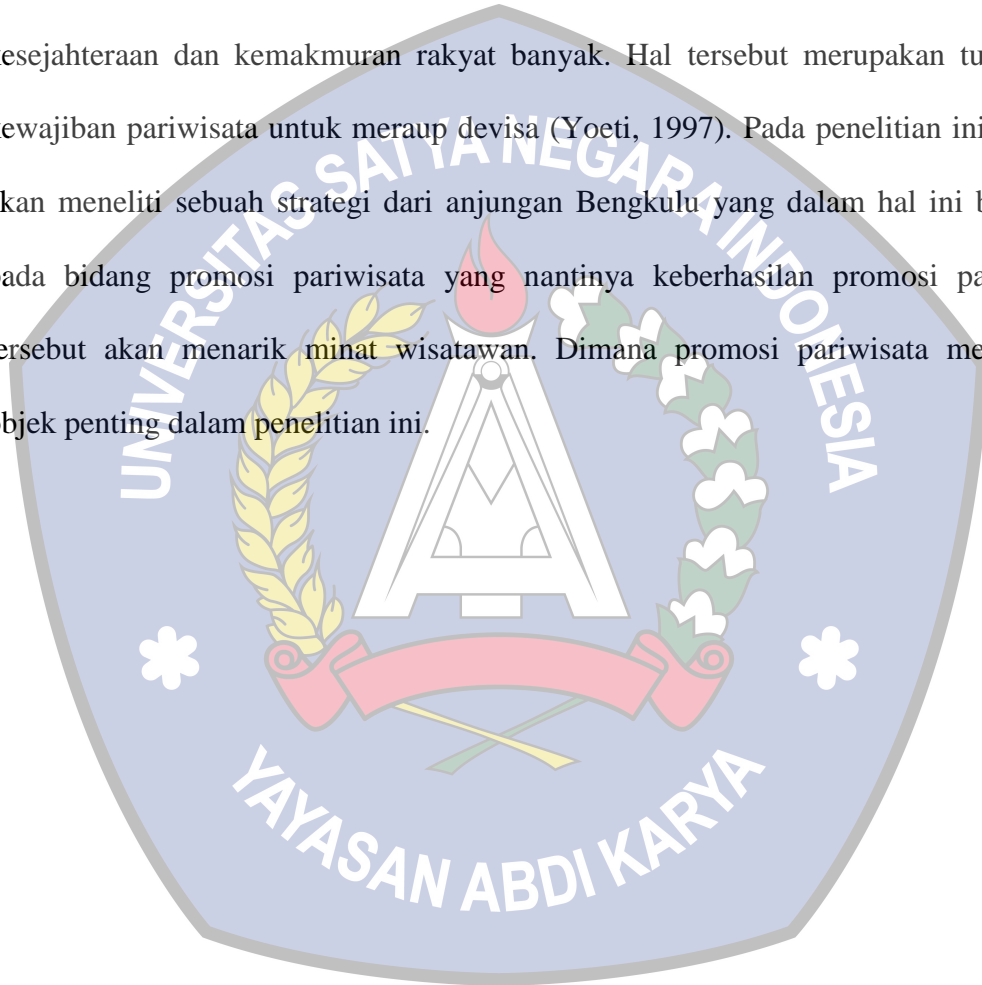 kesejahteraan dan kemakmuran rakyat banyak. Hal tersebut merupakan tu
kewajiban pariwisata untuk meraup devisa (Yoeti, 1997). Pada penelitian ini
akan meneliti sebuah strategi dari anjungan Bengkulu yang dalam hal ini b
pada bidang promosi pariwisata yang nantinya keberhasilan promosi pa
tersebut akan menarik minat wisatawan. Dimana promosi pariwisata me
objek penting dalam penelitian ini.
UNIVERSITAS SATYA NEGARA INDONESIA
YAYASAN ABDI KARYA